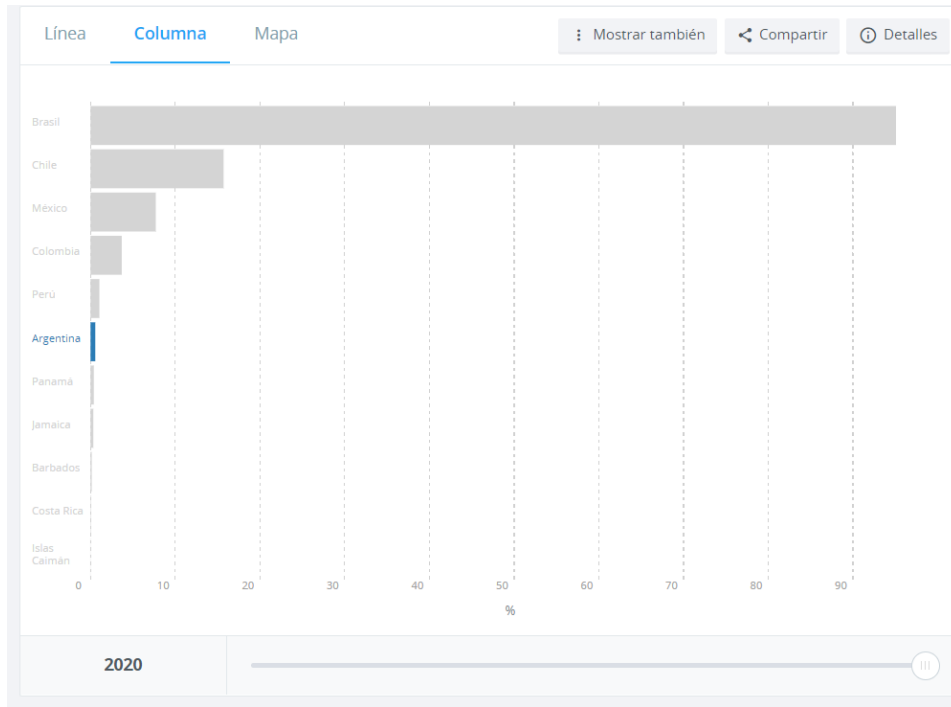 Línea Columna Mapa Mostrar también Compartir Detalles
Brasil
Chile
México
Colombia
Perú
Argentina
Panamá
Jamaica
Barbados
Costa Rica
Islas
Caimán
0 10 20 30 40 50 60 70 80 90
%
2020